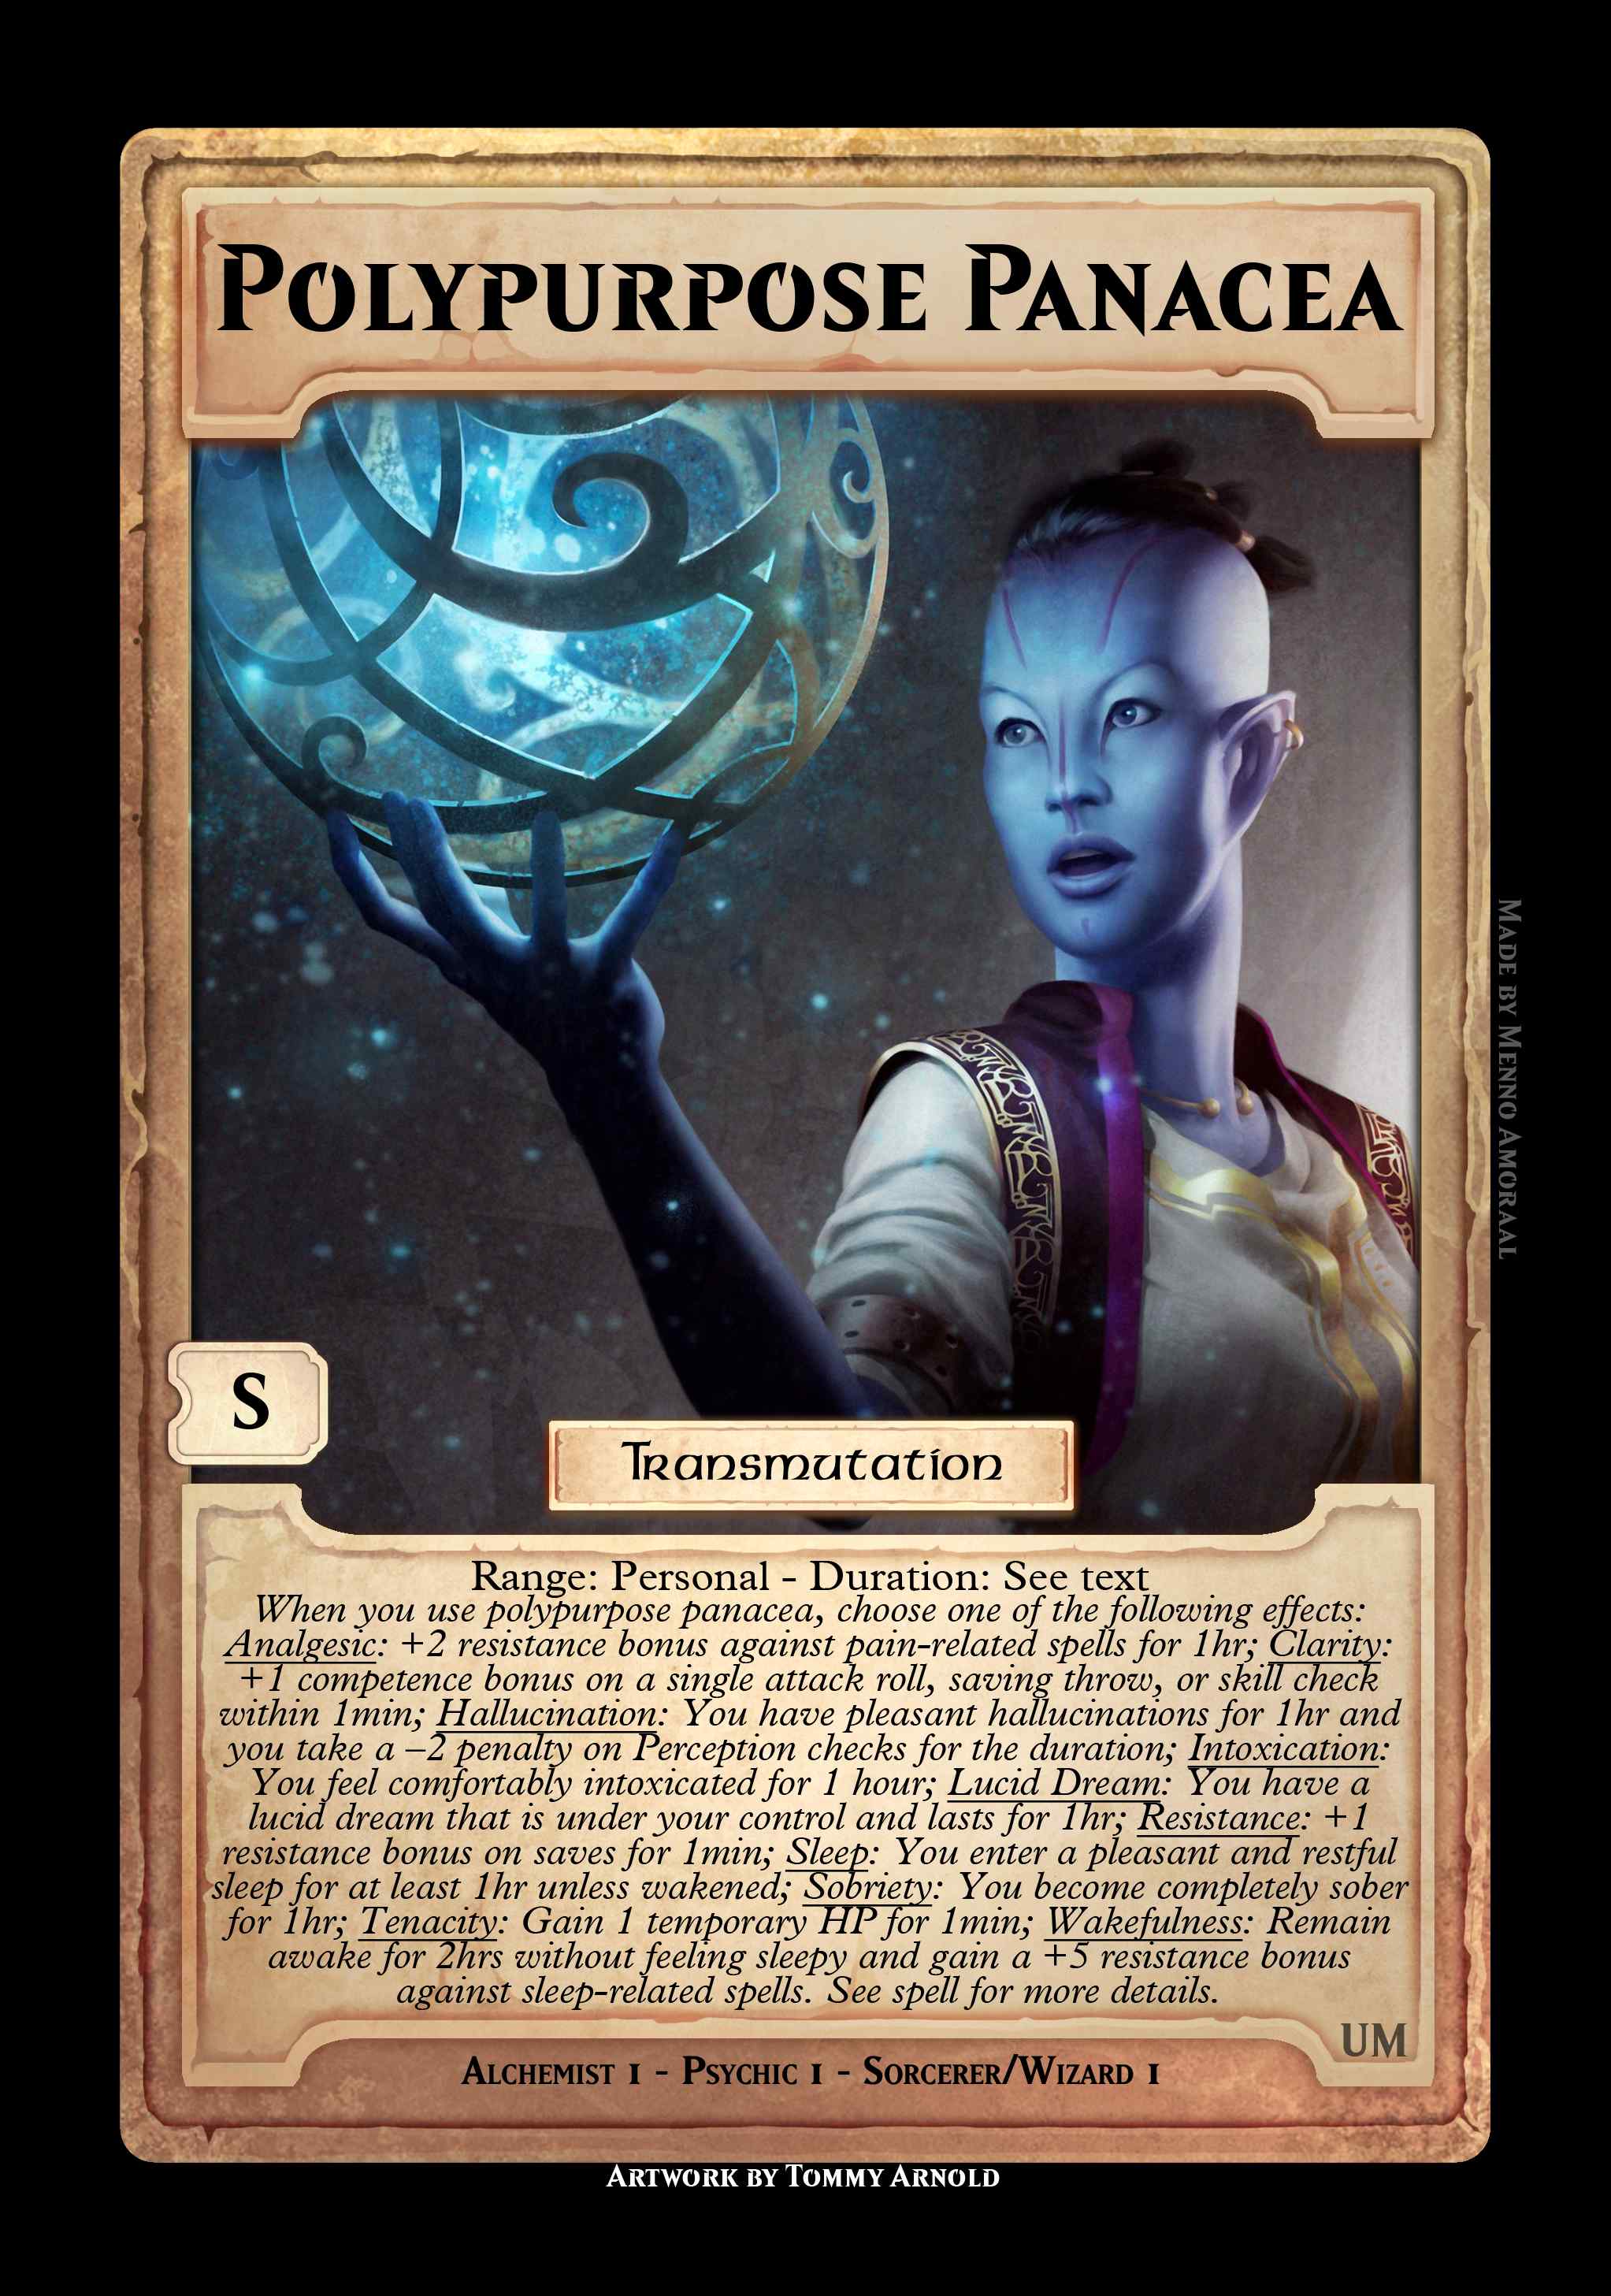 Polypurpose Panacea
Made by Menno Amoraal
S
Transmutation
Range: Personal - Duration: See text
When you use polypurpose panacea, choose one of the following effects:
Analgesic: +2 resistance bonus against pain-related spells for 1hr; Clarity:
+1 competence bonus on a single attack roll, saving throw, or skill check
within 1min; Hallucination: You have pleasant hallucinations for 1hr and
you take a –2 penalty on Perception checks for the duration; Intoxication:
You feel comfortably intoxicated for 1 hour; Lucid Dream: You have a
lucid dream that is under your control and lasts for 1hr; Resistance: +1
resistance bonus on saves for 1min; Sleep: You enter a pleasant and restful
sleep for at least 1hr unless wakened; Sobriety: You become completely sober
for 1hr; Tenacity: Gain 1 temporary HP for 1min; Wakefulness: Remain
awake for 2hrs without feeling sleepy and gain a +5 resistance bonus
against sleep-related spells. See spell for more details.
UM
Alchemist 1 - Psychic 1 - Sorcerer/Wizard 1
Artwork by Tommy Arnold